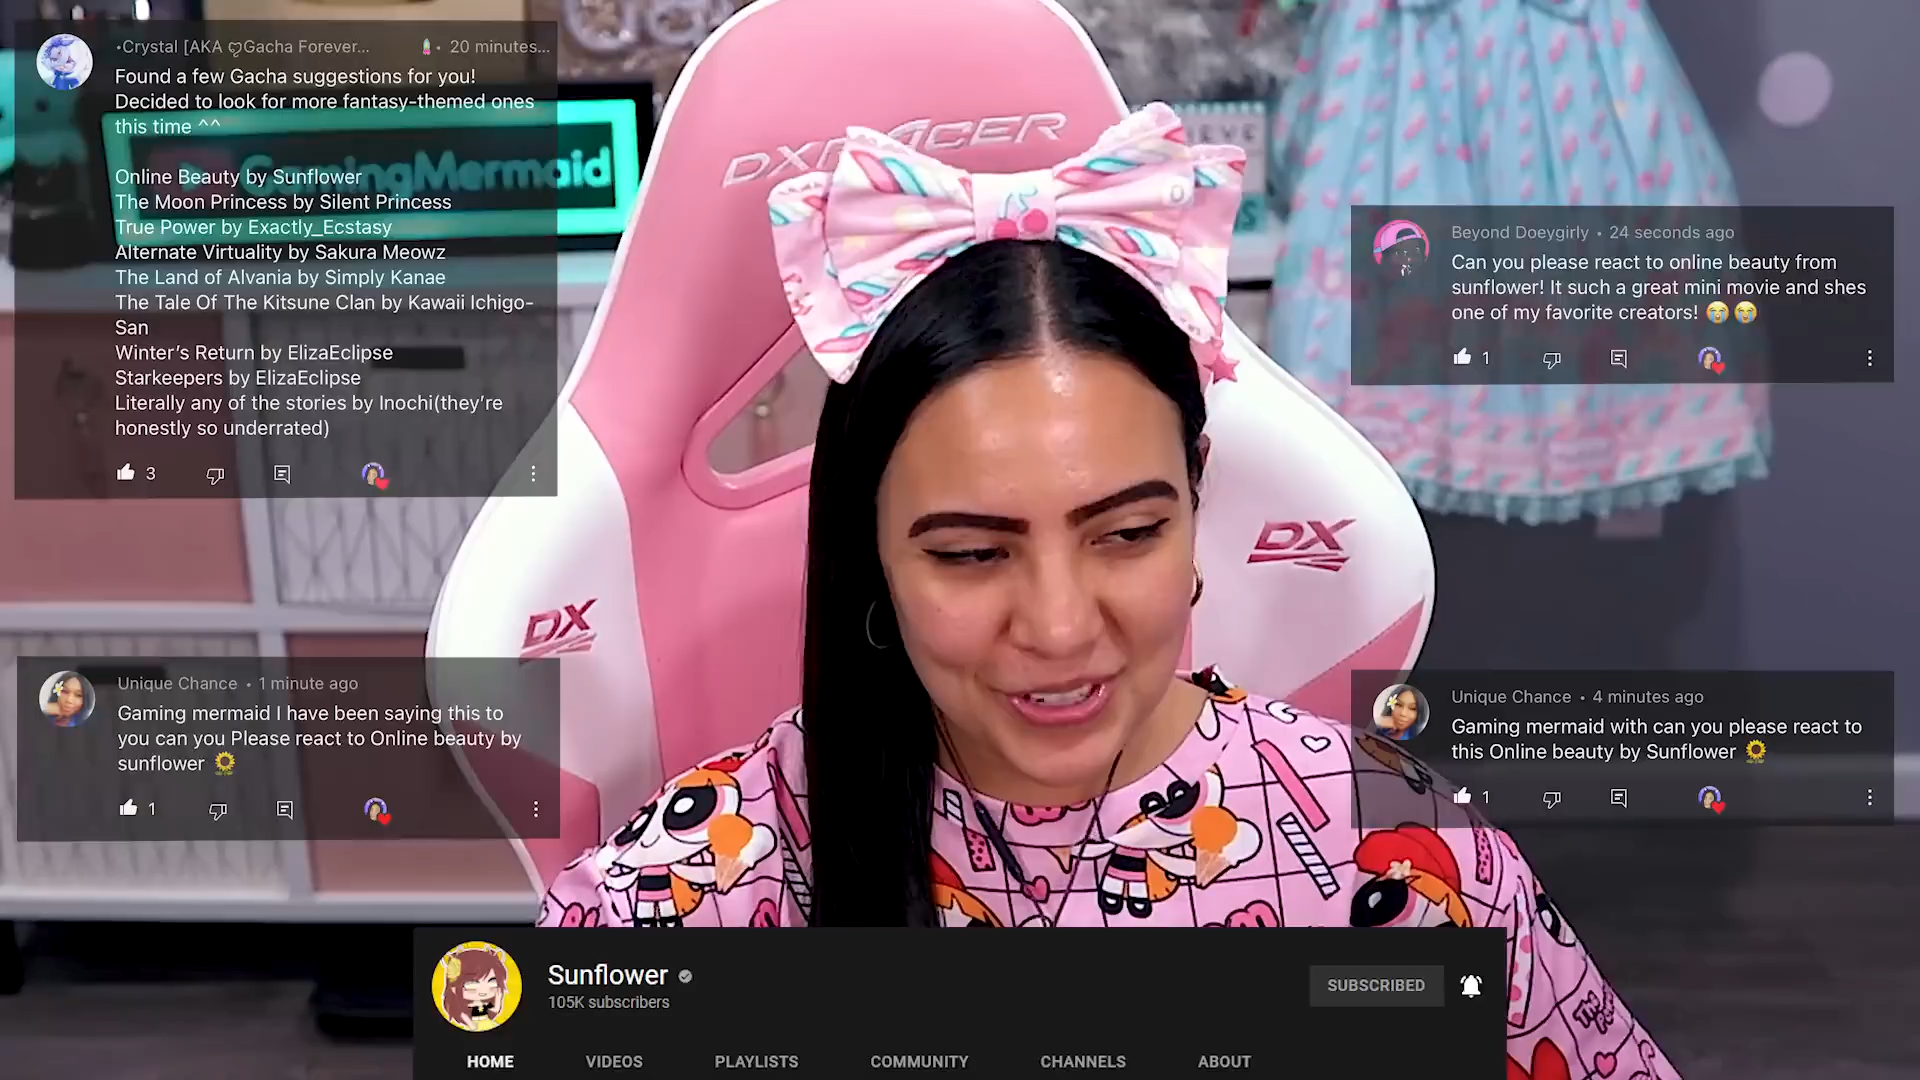 •Crystal [AKA ღGacha Forever... • 20 minutes...
Found a few Gacha suggestions for you!
Decided to look for more fantasy-themed ones
this time ^^
Online Beauty by Sunflower
The Moon Princess by Silent Princess
True Power by Exactly_Ecstasy
Alternate Virtuality by Sakura Meowz
The Land of Alvania by Simply Kanae
The Tale Of The Kitsune Clan by Kawaii Ichigo-
San
Winter’s Return by ElizaEclipse
Starkeepers by ElizaEclipse
Literally any of the stories by Inochi(they’re
honestly so underrated)
3
GamingMermaid
DXRACER
DX
DX
Beyond Doeygirly • 24 seconds ago
Can you please react to online beauty from
sunflower! It such a great mini movie and shes
one of my favorite creators! 😭😭
1
Unique Chance • 1 minute ago
Gaming mermaid I have been saying this to
you can you Please react to Online beauty by
sunflower 🌻
1
Unique Chance • 4 minutes ago
Gaming mermaid with can you please react to
this Online beauty by Sunflower 🌻
1
Sunflower
105K subscribers
SUBSCRIBED
HOME VIDEOS PLAYLISTS COMMUNITY CHANNELS ABOUT